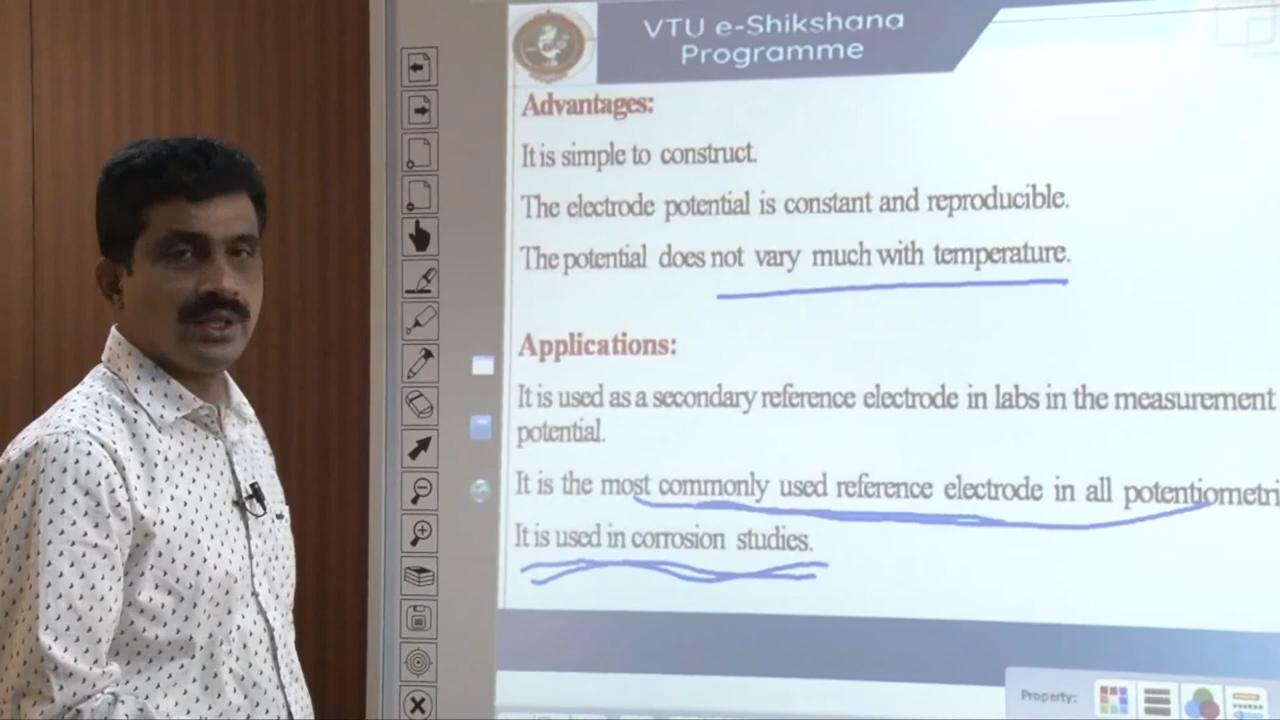 VTU e-Shikshana
Programme
Advantages:
It is simple to construct.
The electrode potential is constant and reproducible.
The potential does not vary much with temperature.
Applications:
It is used as a secondary reference electrode in labs in the measurement
potential.
It is the most commonly used reference electrode in all potentiometri
It is used in corrosion studies.
Property: